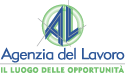 AL
Agenzia del Lavoro
IL LUOGO DELLE OPPORTUNITÀ